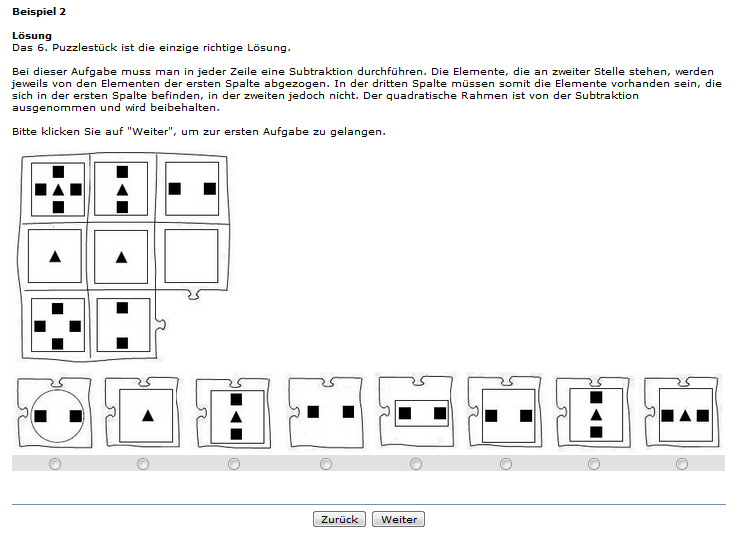 Beispiel 2
Lösung
Das 6. Puzzlestück ist die einzige richtige Lösung.
Bei dieser Aufgabe muss man in jeder Zeile eine Subtraktion durchführen. Die Elemente, die an zweiter Stelle stehen, werden
jeweils von den Elementen der ersten Spalte abgezogen. In der dritten Spalte müssen somit die Elemente vorhanden sein, die
sich in der ersten Spalte befinden, in der zweiten jedoch nicht. Der quadratische Rahmen ist von der Subtraktion
ausgenommen und wird beibehalten.
Bitte klicken Sie auf "Weiter", um zur ersten Aufgabe zu gelangen.
Zurück Weiter